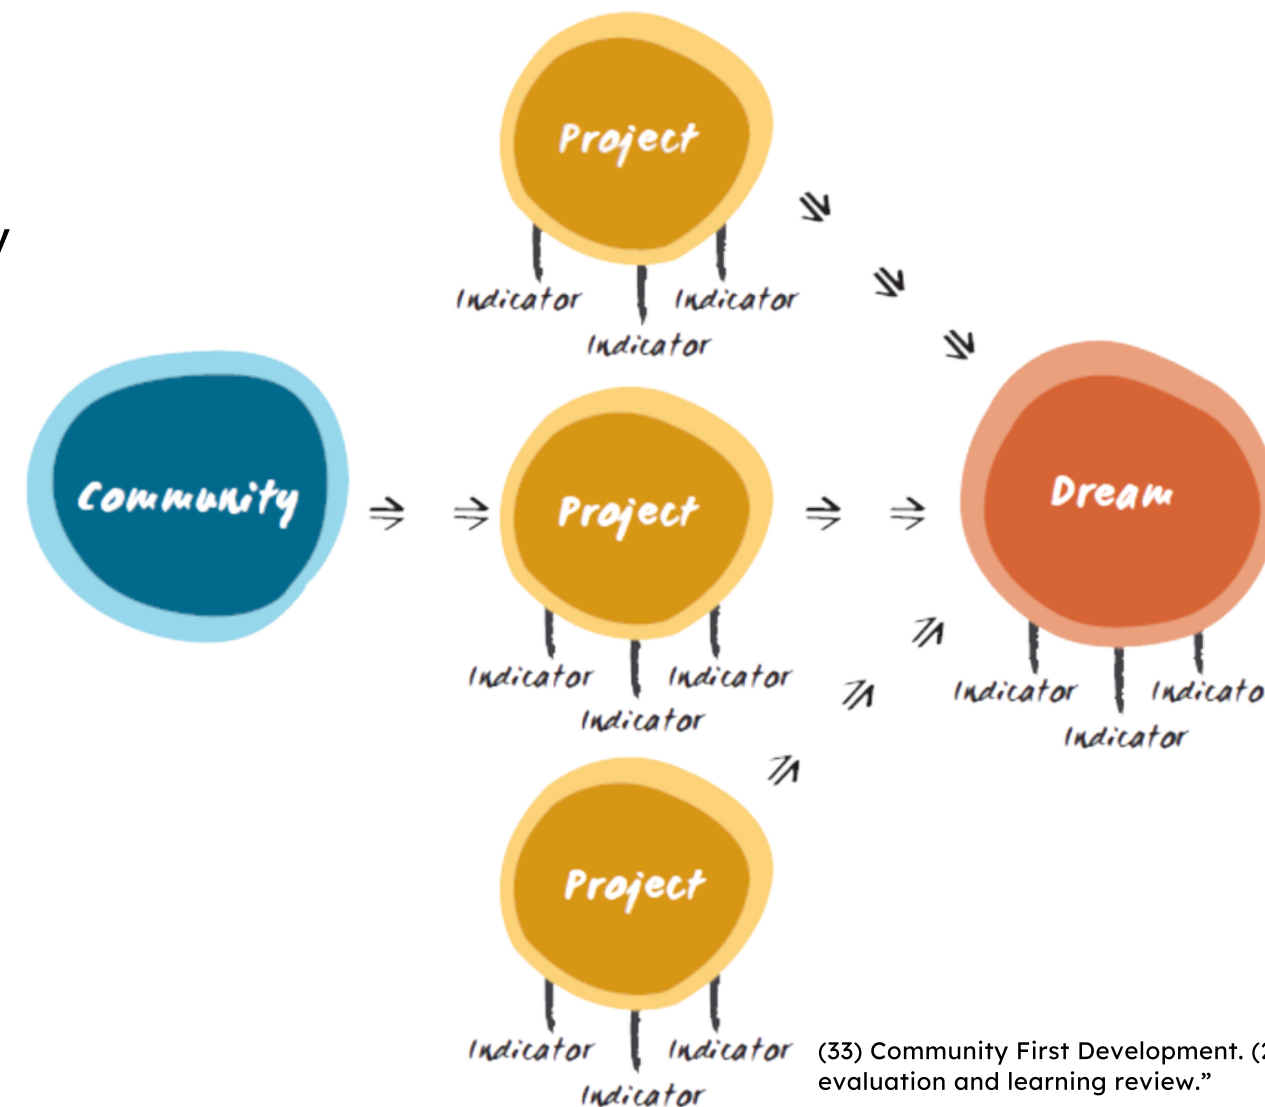 Project
Indicator Indicator
Indicator
Community
Project
Dream
Indicator Indicator
Indicator
Indicator
Indicator
Project
Indicator Indicator
Indicator
(33) Community First Development. (2
evaluation and learning review.”